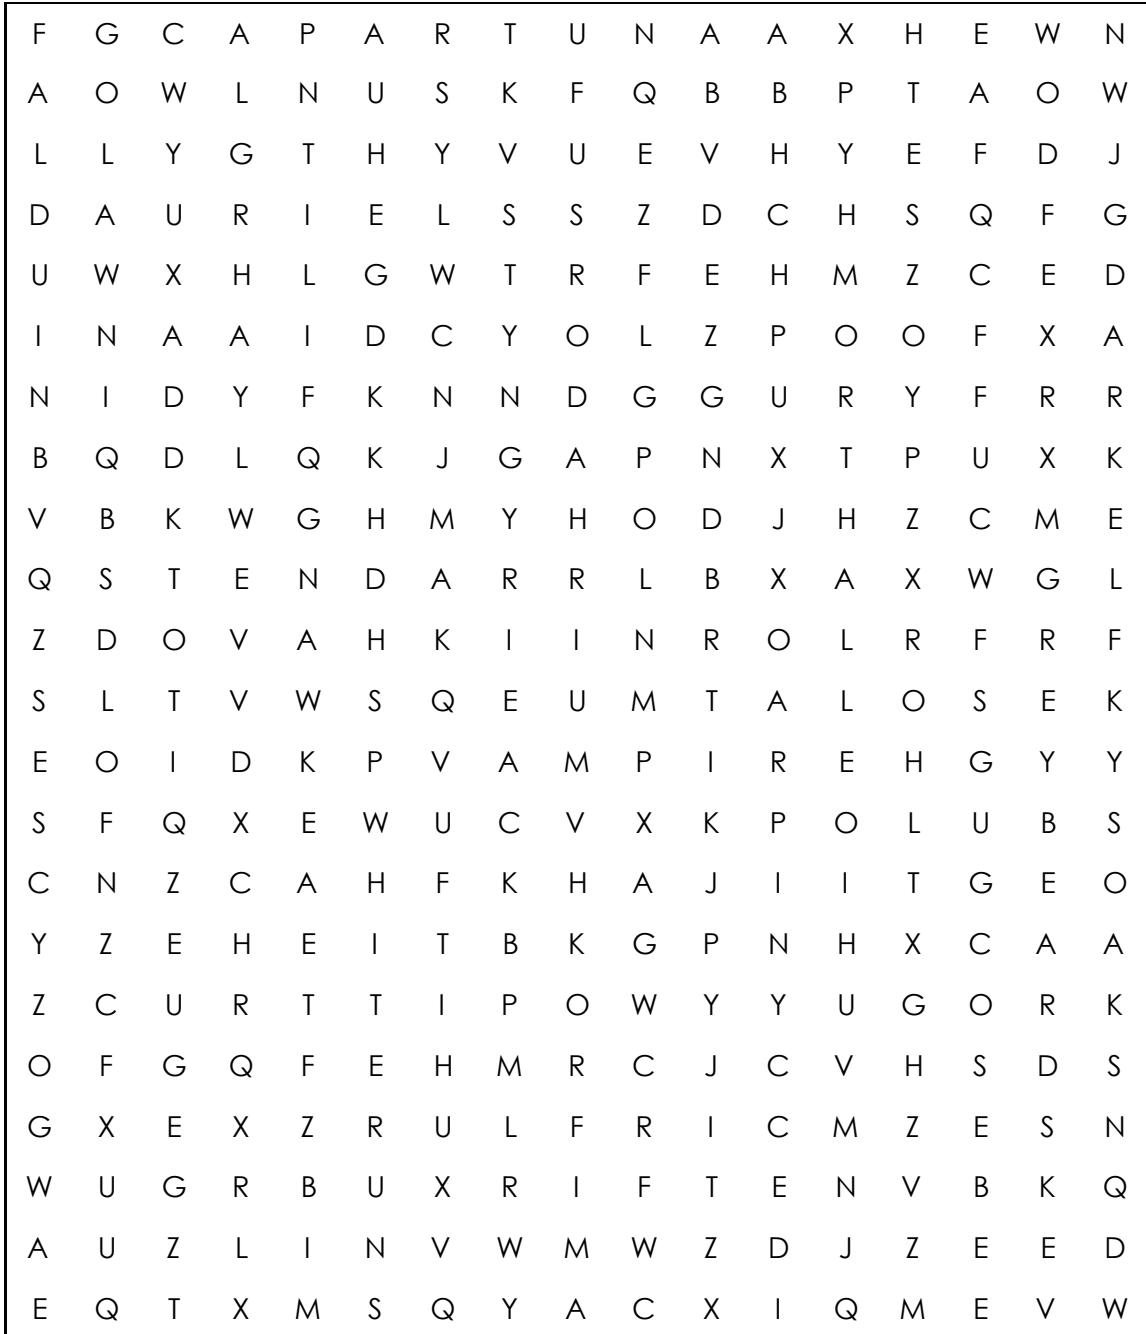 F G C A P A R T U N A A X H E W N
A O W L N U S K F Q B B P T A O W
L L Y G T H Y V U E V H Y E F D J
D A U R I E L S S Z D C H S Q F G
U W X H L G W T R F E H M Z C E D
I N A A I D C Y O L Z P O O F X A
N I D Y F K N N D G G U R Y F R R
B Q D L Q K J G A P N X T P U X K
V B K W G H M Y H O D J H Z C M E
Q S T E N D A R R L B X A X W G L
Z D O V A H K I I N R O L R F R F
S L T V W S Q E U M T A L O S E K
E O I D K P V A M P I R E H G Y Y
S F Q X E W U C V X K P O L U B S
C N Z C A H F K H A J I I T G E O
Y Z E H E I T B K G P N H X C A A
Z C U R T T I P O W Y Y U G O R K
O F G Q F E H M R C J C V H S D S
G X E X Z R U L F R I C M Z E S N
W U G R B U X R I F T E N V B K Q
A U Z L I N V W M W Z D J Z E E D
E Q T X M S Q Y A C X I Q M E V W